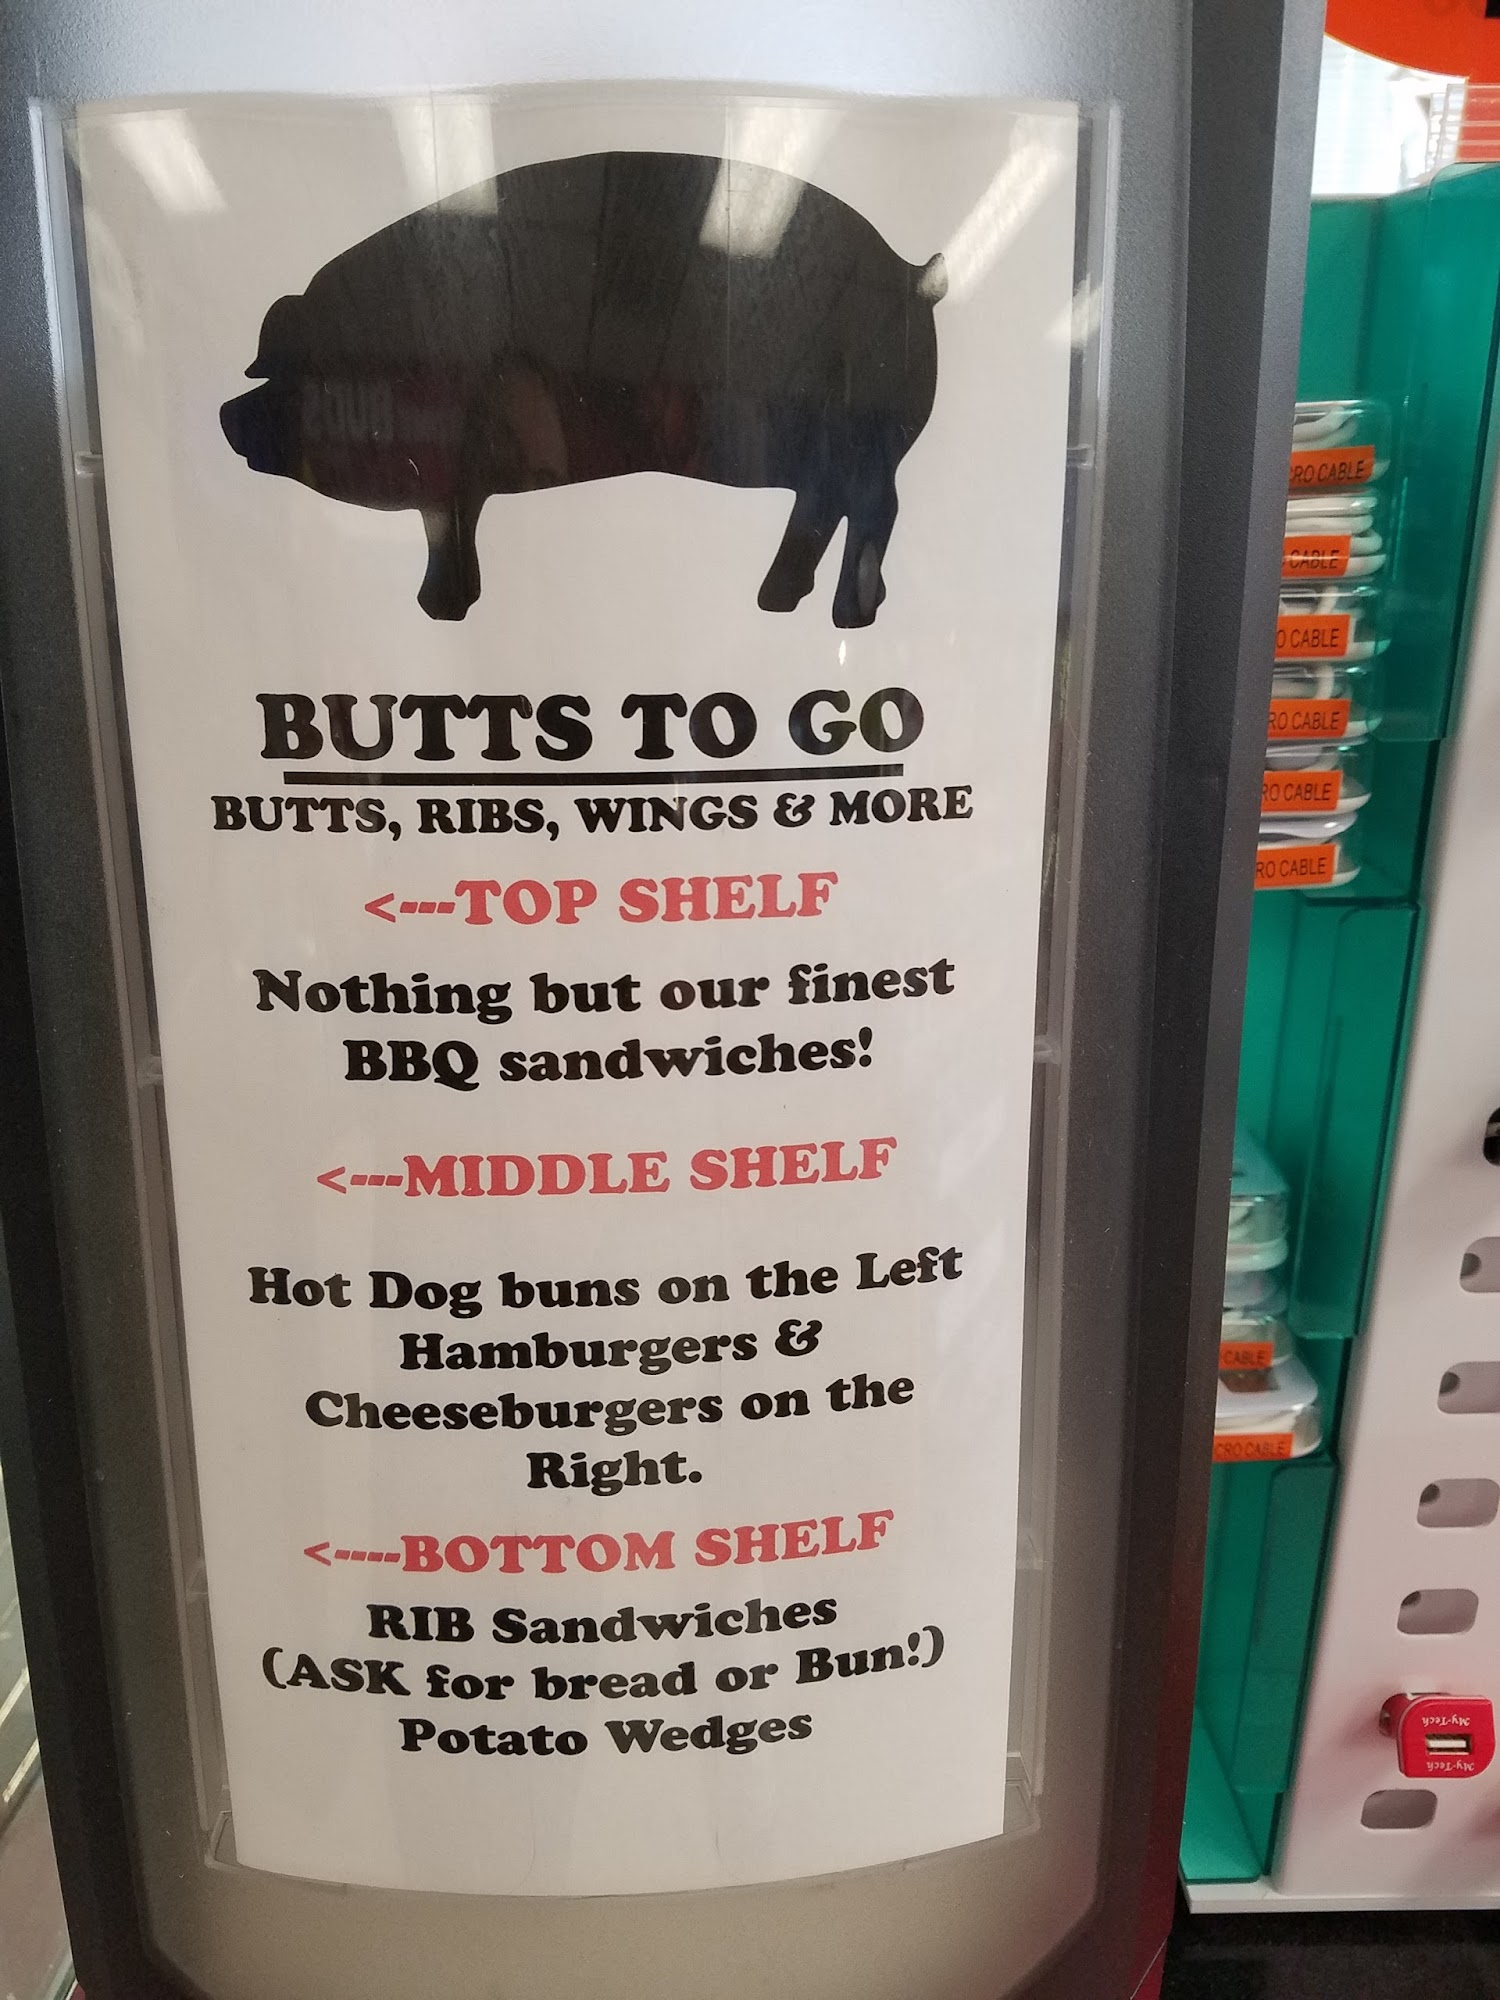 BUTTS TO GO
BUTTS, RIBS, WINGS & MORE
<---TOP SHELF
Nothing but our finest
BBQ sandwiches!
<---MIDDLE SHELF
Hot Dog buns on the Left
Hamburgers &
Cheeseburgers on the
Right.
<----BOTTOM SHELF
RIB Sandwiches
(ASK for bread or Bun!)
Potato Wedges
RO CABLE
CABLE
O CABLE
RO CABLE
RO CABLE
RO CABLE
CABLE
CRO CABLE
My-Tech
My-Tech